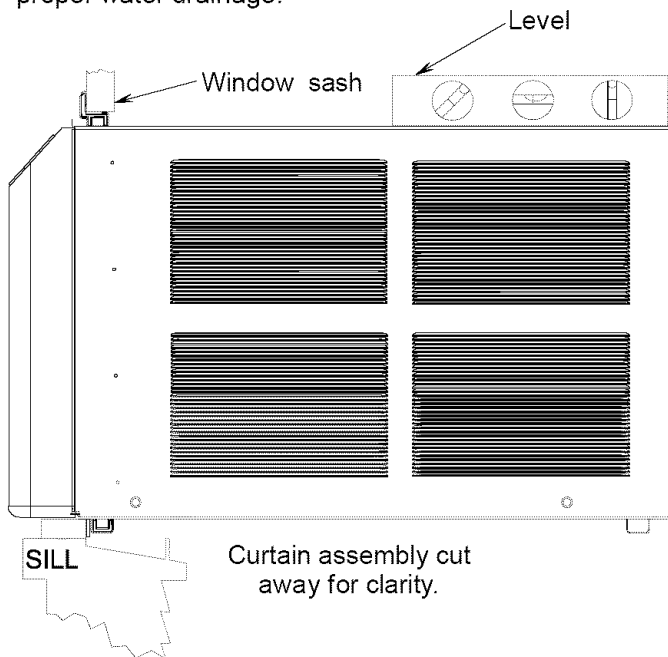 proper water drainage.
Level
Window sash
SILL
Curtain assembly cut
away for clarity.